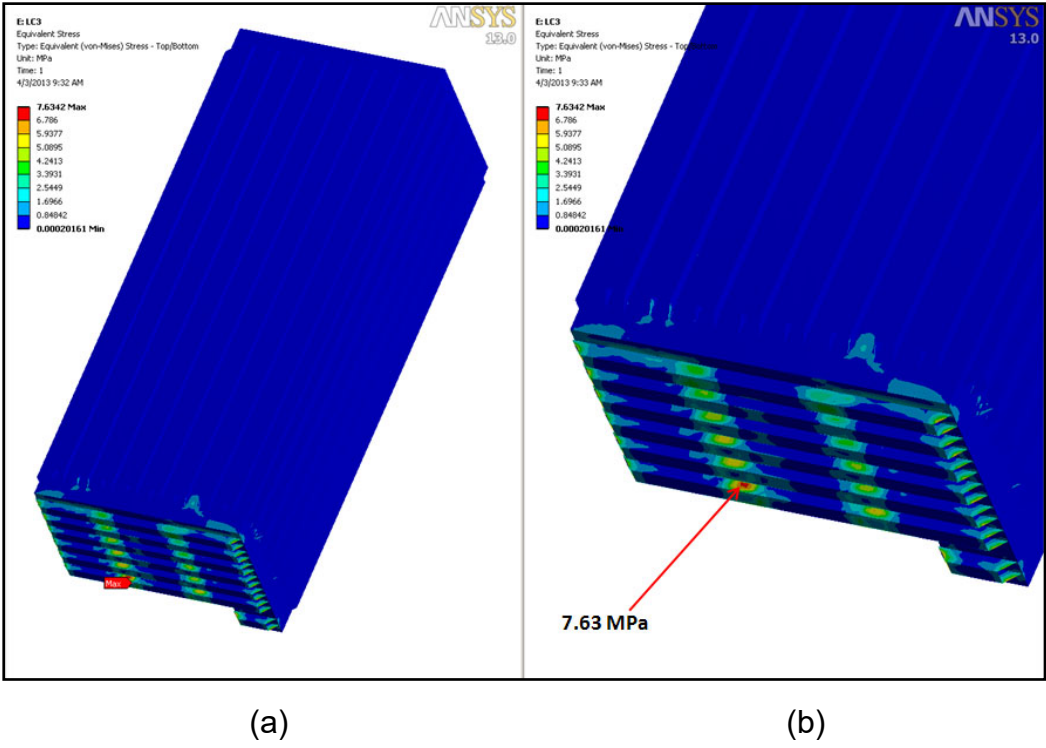 E: LC3
Equivalent Stress
Type: Equivalent (von-Mises) Stress - Top/Bottom
Unit: MPa
Time: 1
4/3/2013 9:32 AM
ANSYS
13.0
7.6342 Max
6.786
5.9377
5.0895
4.2413
3.3931
2.5449
1.6966
0.84842
0.00020161 Min
Max
E: LC3
Equivalent Stress
Type: Equivalent (von-Mises) Stress - Top/Bottom
Unit: MPa
Time: 1
4/3/2013 9:33 AM
ANSYS
13.0
7.6342 Max
6.786
5.9377
5.0895
4.2413
3.3931
2.5449
1.6966
0.84842
0.00020161 Min
7.63 MPa
(a)
(b)